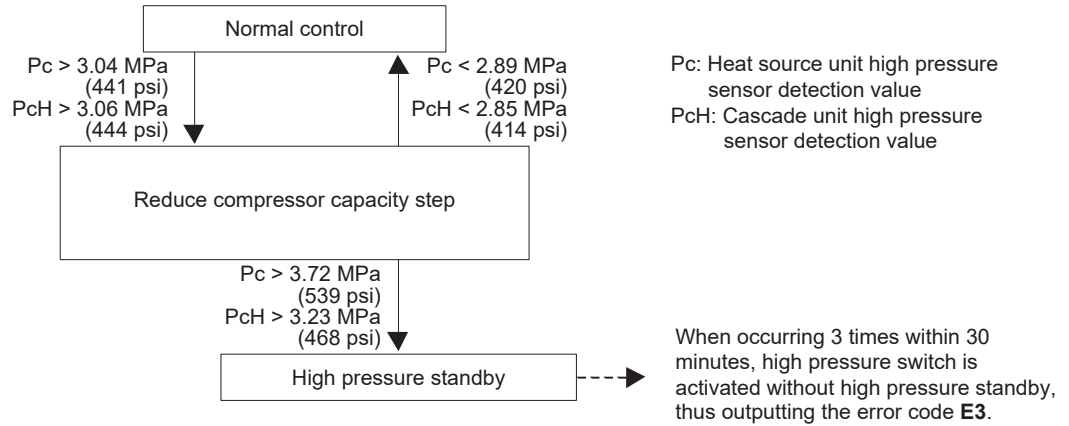 Normal control
Pc > 3.04 MPa
(441 psi)
PcH > 3.06 MPa
(444 psi)
Pc < 2.89 MPa
(420 psi)
PcH < 2.85 MPa
(414 psi)
Pc: Heat source unit high pressure
sensor detection value
PcH: Cascade unit high pressure
sensor detection value
Reduce compressor capacity step
Pc > 3.72 MPa
(539 psi)
PcH > 3.23 MPa
(468 psi)
High pressure standby
When occurring 3 times within 30
minutes, high pressure switch is
activated without high pressure standby,
thus outputting the error code E3.